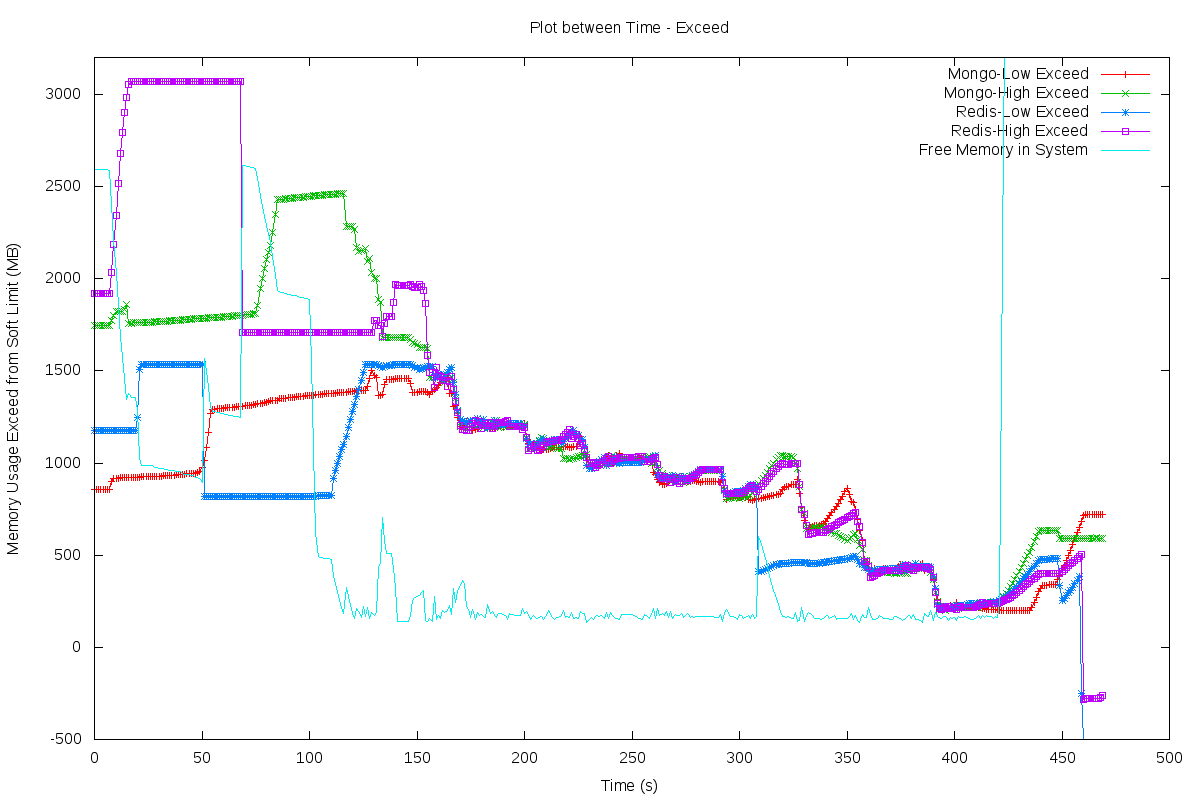 Plot between Time - Exceed
Mongo-Low Exceed
Mongo-High Exceed
Redis-Low Exceed
Redis-High Exceed
Free Memory in System
Memory Usage Exceed from Soft Limit (MB)
3000
2500
2000
1500
1000
500
0
-500
0 50 100 150 200 250 300 350 400 450 500
Time (s)